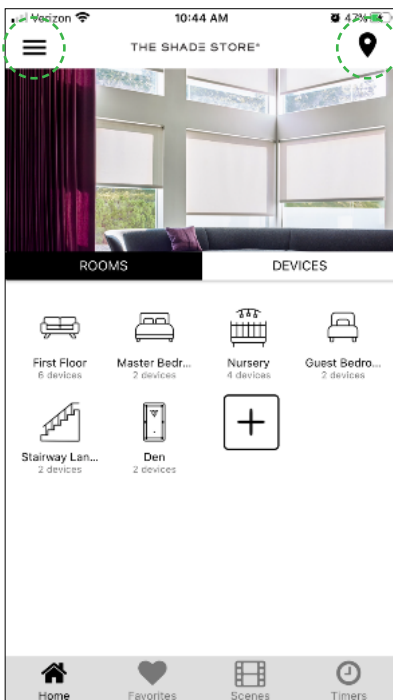 Verizon 10:44 AM 47%
THE SHADE STORE®
ROOMS DEVICES
First Floor Master Bedr... Nursery Guest Bedro...
6 devices 2 devices 4 devices 2 devices
Stairway Lan... Den
2 devices 2 devices
Home Favorites Scenes Timers